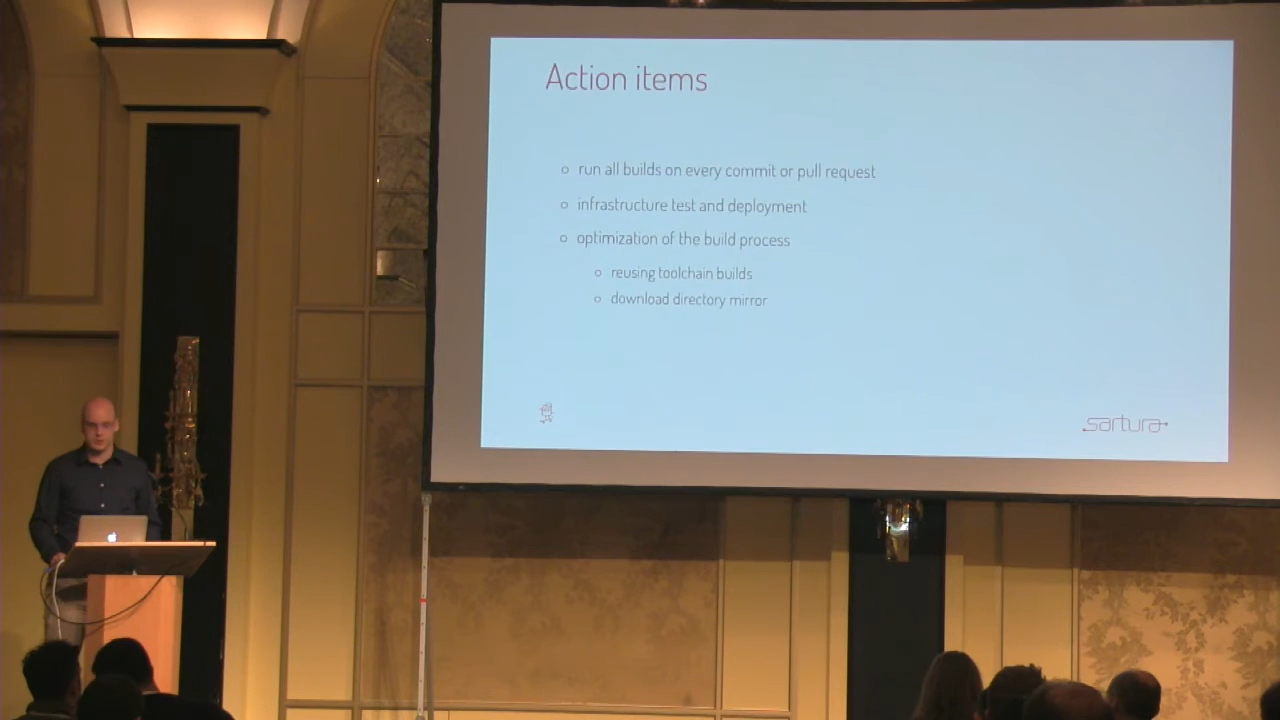 Action items
run all builds on every commit or pull request
infrastructure test and deployment
optimization of the build process
reusing toolchain builds
download directory mirror
sartura